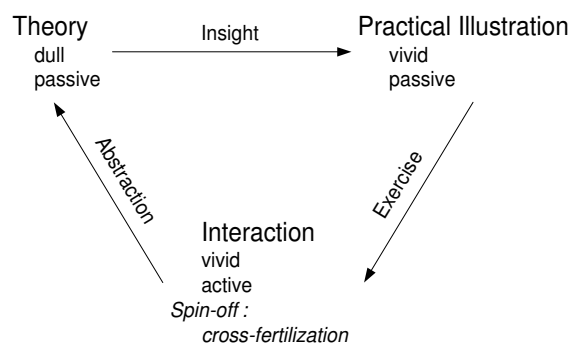 Theory
dull
passive
Insight
Practical Illustration
vivid
passive
Abstraction
Exercise
Interaction
vivid
active
Spin-off :
cross-fertilization